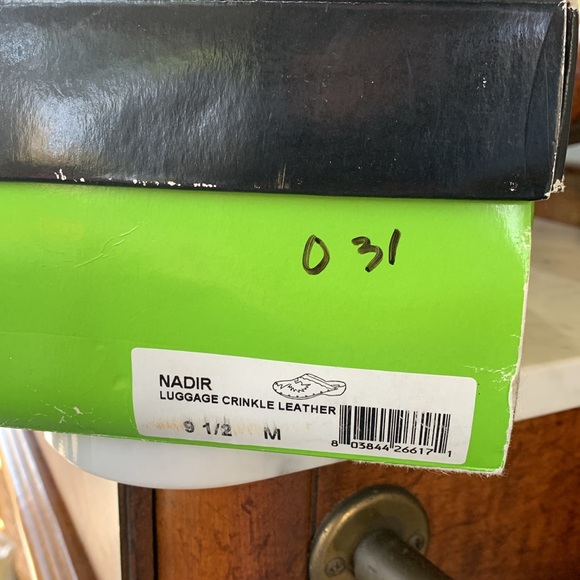 0 31
NADIR
LUGGAGE CRINKLE LEATHER
9 1/2 M
8 03844 26617 1